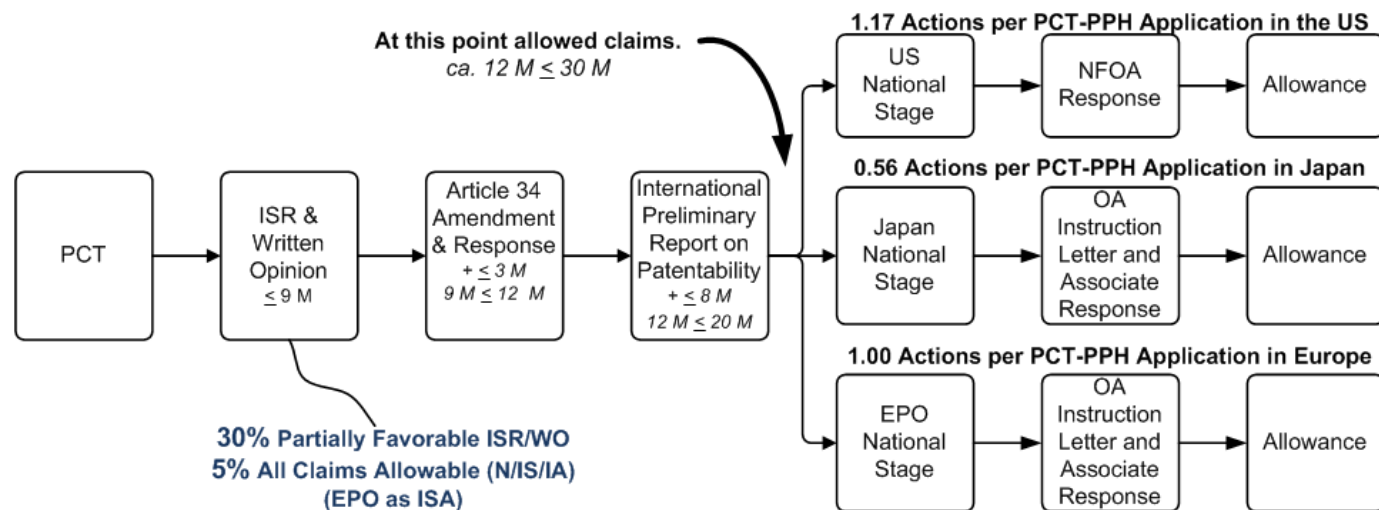 1.17 Actions per PCT-PPH Application in the US
At this point allowed claims.
ca. 12 M ≤ 30 M
US
National
Stage
NFOA
Response
Allowance
PCT
ISR &
Written
Opinion
≤ 9 M
Article 34
Amendment
& Response
+ ≤ 3 M
9 M ≤ 12 M
International
Preliminary
Report on
Patentability
+ ≤ 8 M
12 M ≤ 20 M
0.56 Actions per PCT-PPH Application in Japan
Japan
National
Stage
OA
Instruction
Letter and
Associate
Response
Allowance
1.00 Actions per PCT-PPH Application in Europe
EPO
National
Stage
OA
Instruction
Letter and
Associate
Response
Allowance
30% Partially Favorable ISR/WO
5% All Claims Allowable (N/IS/IA)
(EPO as ISA)